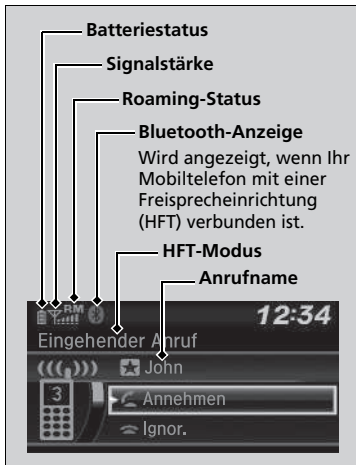 Batteriestatus
Signalstärke
Roaming-Status
Bluetooth-Anzeige
Wird angezeigt, wenn Ihr
Mobiltelefon mit einer
Freisprecheinrichtung
(HFT) verbunden ist.
HFT-Modus
Anrufname
RM
12:34
Eingehender Anruf
John
3
Annehmen
Ignor.